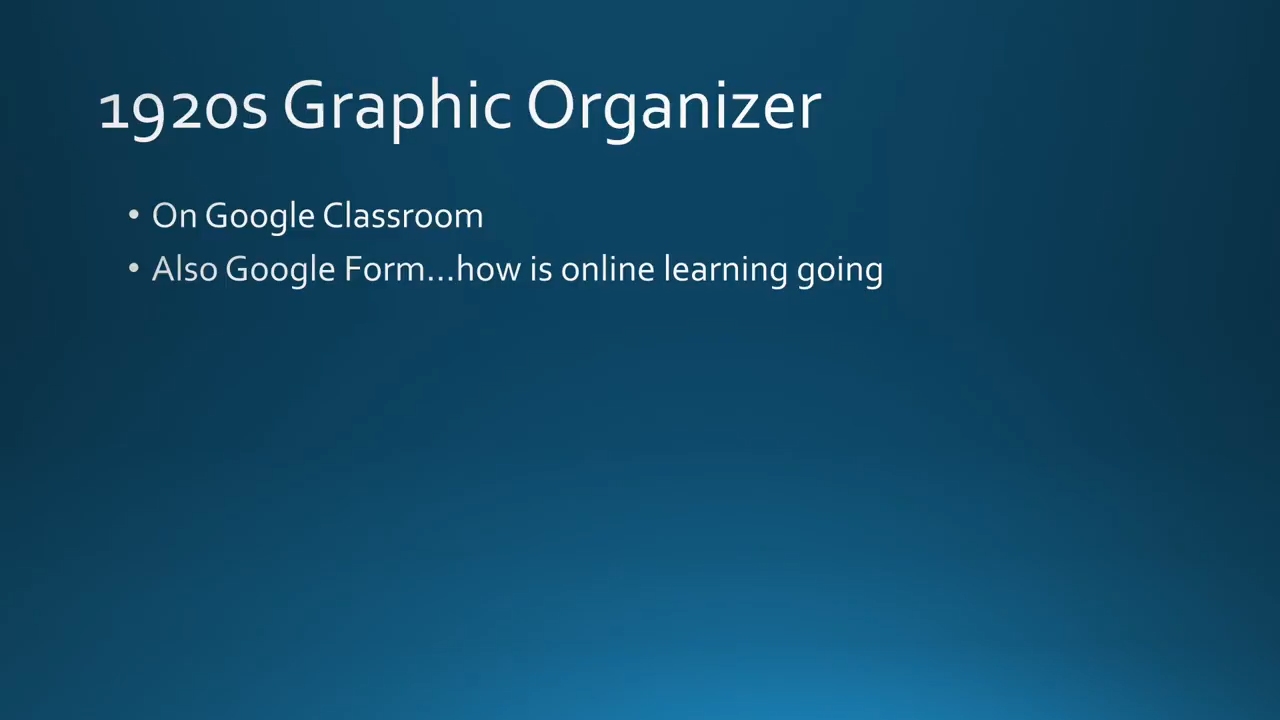 1920s Graphic Organizer
• On Google Classroom
• Also Google Form...how is online learning going